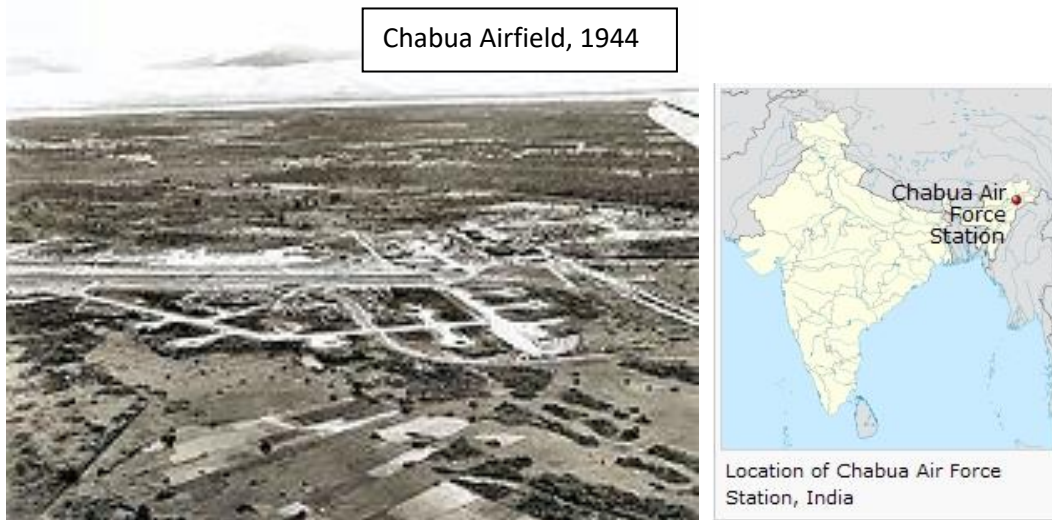 Chabua Airfield, 1944
Chabua Air
Force
Station
Location of Chabua Air Force
Station, India